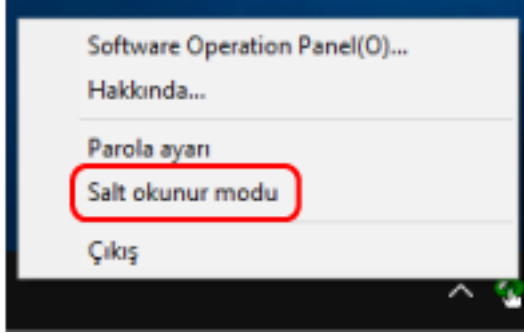 Software Operation Panel(O)...
Hakkında...
Parola ayarı
Salt okunur modu
Çıkış